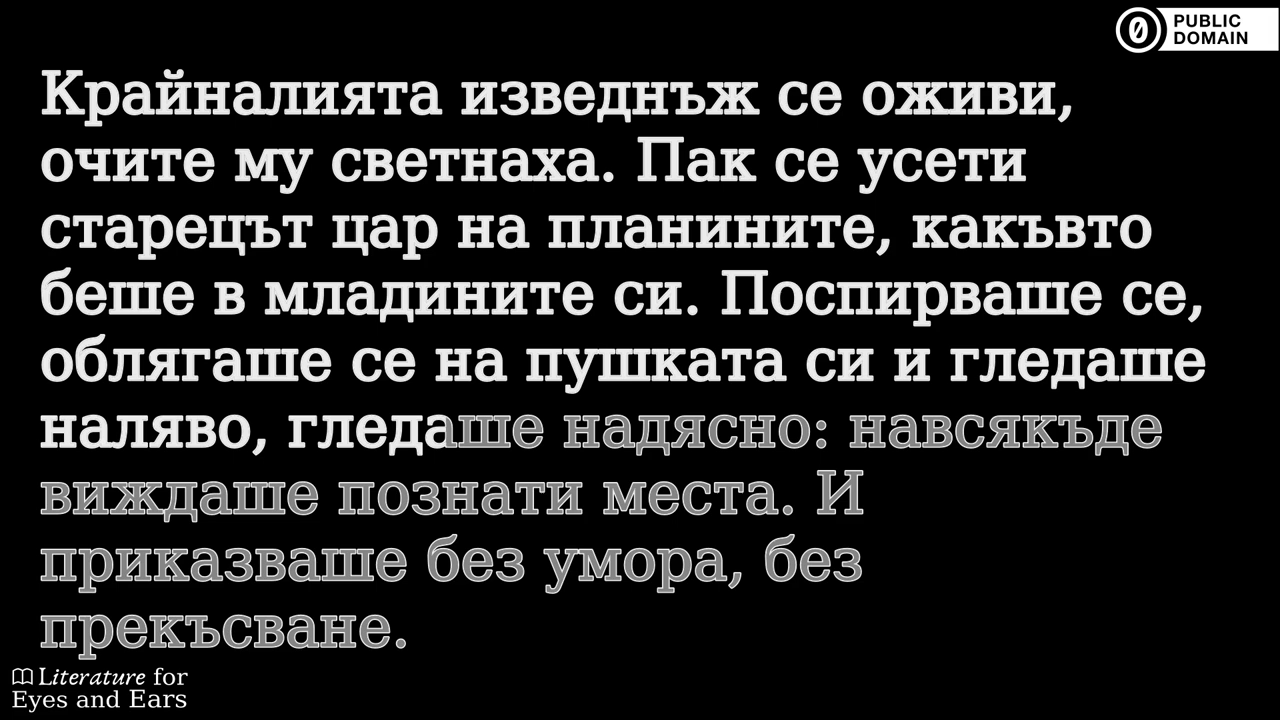 PUBLIC
DOMAIN
Крайналията изведнъж се оживи,
очите му светнаха. Пак се усети
старецът цар на планините, какъвто
беше в младините си. Поспирваше се,
облягаше се на пушката си и гледаше
наляво, гледаше надясно: навсякъде
виждаше познати места. И
приказваше без умора, без
прекъсване.
Literature for
Eyes and Ears